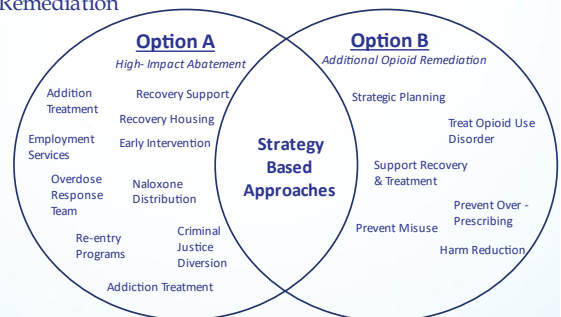 Remediation
Option A
High- Impact Abatement
Addition
Treatment
Recovery Support
Recovery Housing
Employment
Services
Early Intervention
Overdose
Response
Team
Naloxone
Distribution
Re-entry
Programs
Criminal
Justice
Diversion
Addiction Treatment
Strategy
Based
Approaches
Option B
Additional Opioid Remediation
Strategic Planning
Treat Opioid Use
Disorder
Support Recovery
& Treatment
Prevent Over -
Prescribing
Prevent Misuse
Harm Reduction